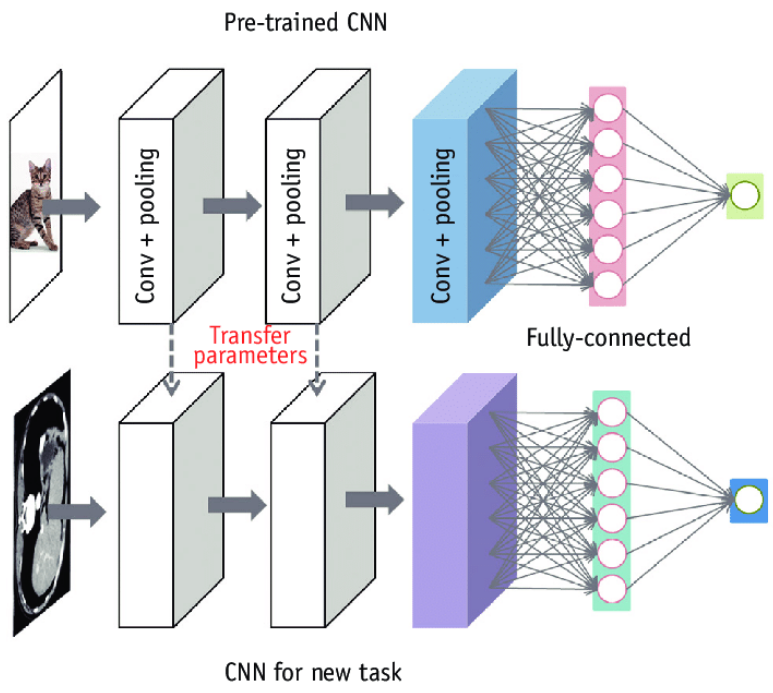 Pre-trained CNN
Conv + pooling
Conv + pooling
Conv + pooling
Transfer
parameters
Fully-connected
CNN for new task